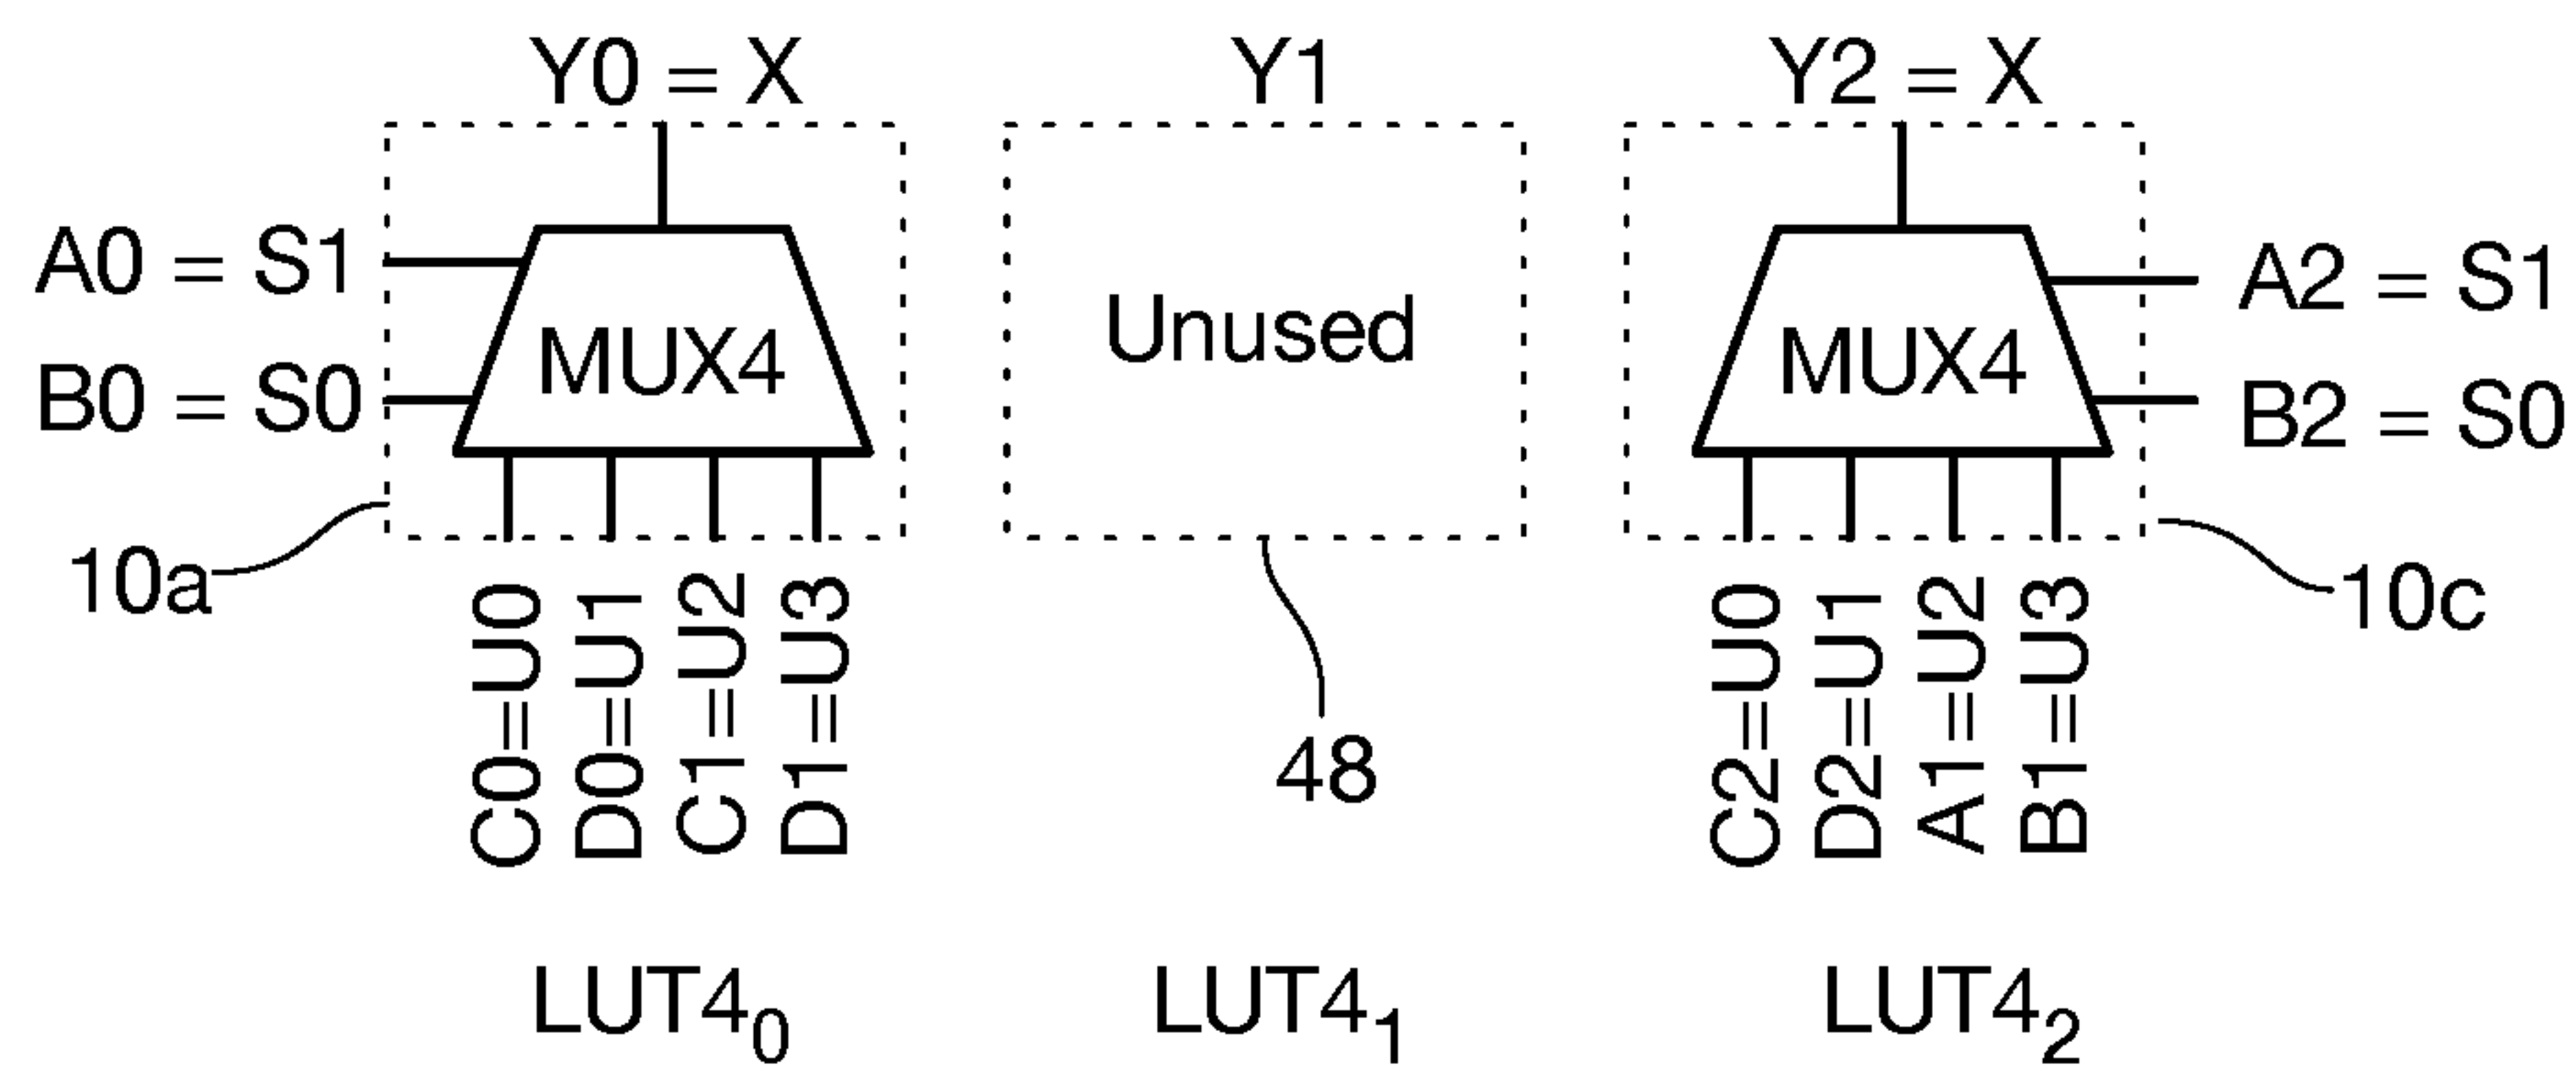 Y0 = X
Y1
Y2 = X
A0 = S1
B0 = S0
MUX4
Unused
MUX4
A2 = S1
B2 = S0
10a
C0=U0
D0=U1
C1=U2
D1=U3
48
C2=U0
D2=U1
A1=U2
B1=U3
10c
LUT4₀
LUT4₁
LUT4₂